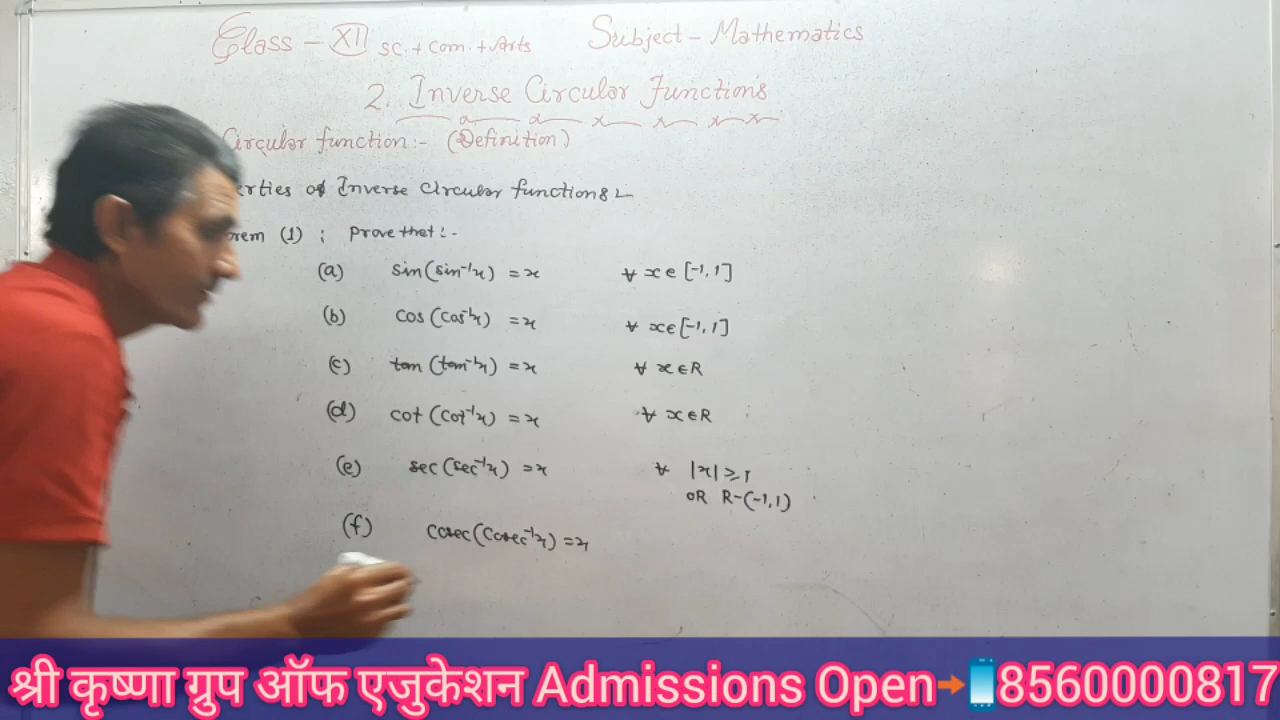 Class - XII SC. + Com. + Arts Subject - Mathematics
2. Inverse Circular Functions
Circular function :- (Definition)
erties of Inverse Circular functions :-
orem (1) : Prove that :-
(a) sin(sin⁻¹x) = x ∀ x ∈ [-1, 1]
(b) cos(cos⁻¹x) = x ∀ x ∈ [-1, 1]
(c) tan(tan⁻¹x) = x ∀ x ∈ R
(d) cot(cot⁻¹x) = x ∀ x ∈ R
(e) sec(sec⁻¹x) = x ∀ |x| ≥ 1
OR R-(-1, 1)
(f) cosec(cosec⁻¹x) = x
श्री कृष्णा ग्रुप ऑफ एजुकेशन Admissions Open 8560000817